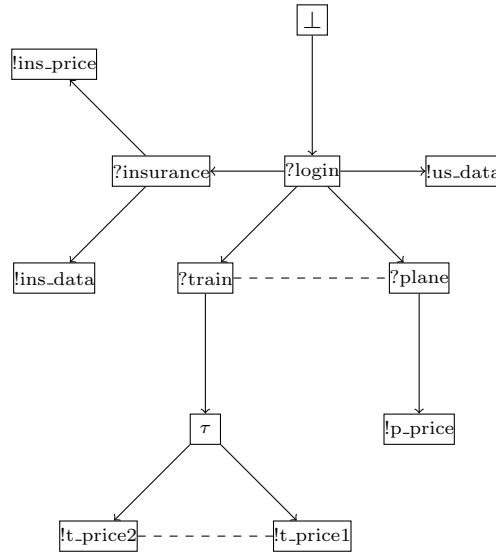 ⊥
!ins_price
?insurance
?login
!us_data
!ins_data
?train
?plane
τ
!p_price
!t_price2
!t_price1